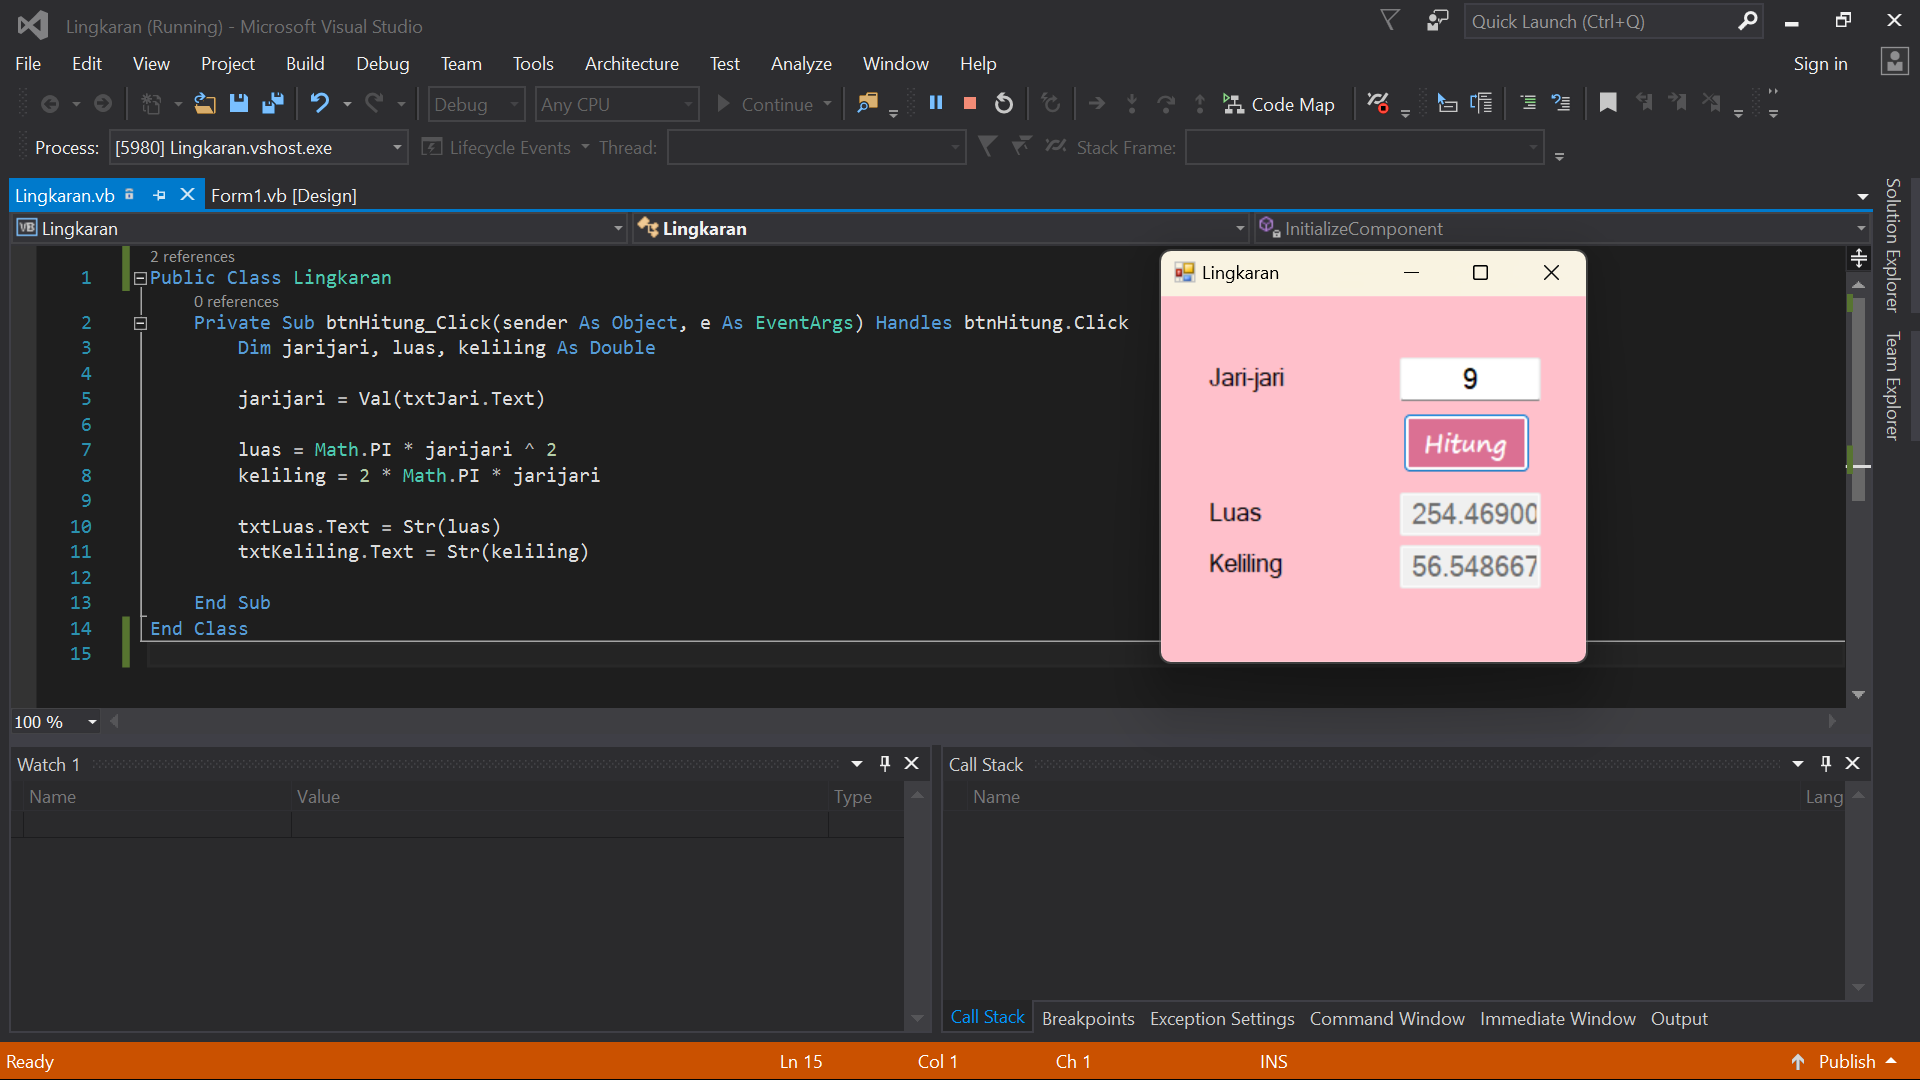 Lingkaran (Running) - Microsoft Visual Studio
Quick Launch (Ctrl+Q)
File Edit View Project Build Debug Team Tools Architecture Test Analyze Window Help
Sign in
Debug Any CPU Continue Code Map
Process: [5980] Lingkaran.vshost.exe Lifecycle Events Thread: Stack Frame:
Lingkaran.vb Form1.vb [Design]
VB Lingkaran Lingkaran InitializeComponent
2 references
1 Public Class Lingkaran
0 references
2 Private Sub btnHitung_Click(sender As Object, e As EventArgs) Handles btnHitung.Click
3 Dim jarijari, luas, keliling As Double
4
5 jarijari = Val(txtJari.Text)
6
7 luas = Math.PI * jarijari ^ 2
8 keliling = 2 * Math.PI * jarijari
9
10 txtLuas.Text = Str(luas)
11 txtKeliling.Text = Str(keliling)
12
13 End Sub
14 End Class
15
100 %
Lingkaran
Jari-jari 9
Hitung
Luas 254.46900
Keliling 56.548667
Solution Explorer
Team Explorer
Watch 1
Name Value Type
Call Stack
Name Lang
Call Stack Breakpoints Exception Settings Command Window Immediate Window Output
Ready Ln 15 Col 1 Ch 1 INS Publish